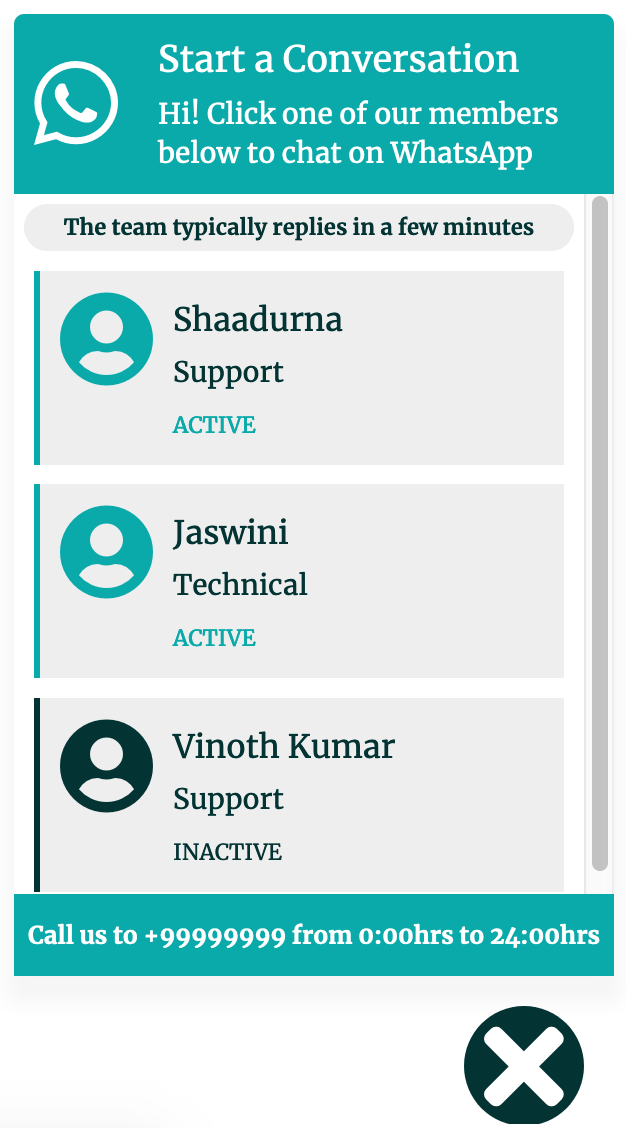 Start a Conversation
Hi! Click one of our members
below to chat on WhatsApp
The team typically replies in a few minutes
Shaadurna
Support
ACTIVE
Jaswini
Technical
ACTIVE
Vinoth Kumar
Support
INACTIVE
Call us to +99999999 from 0:00hrs to 24:00hrs